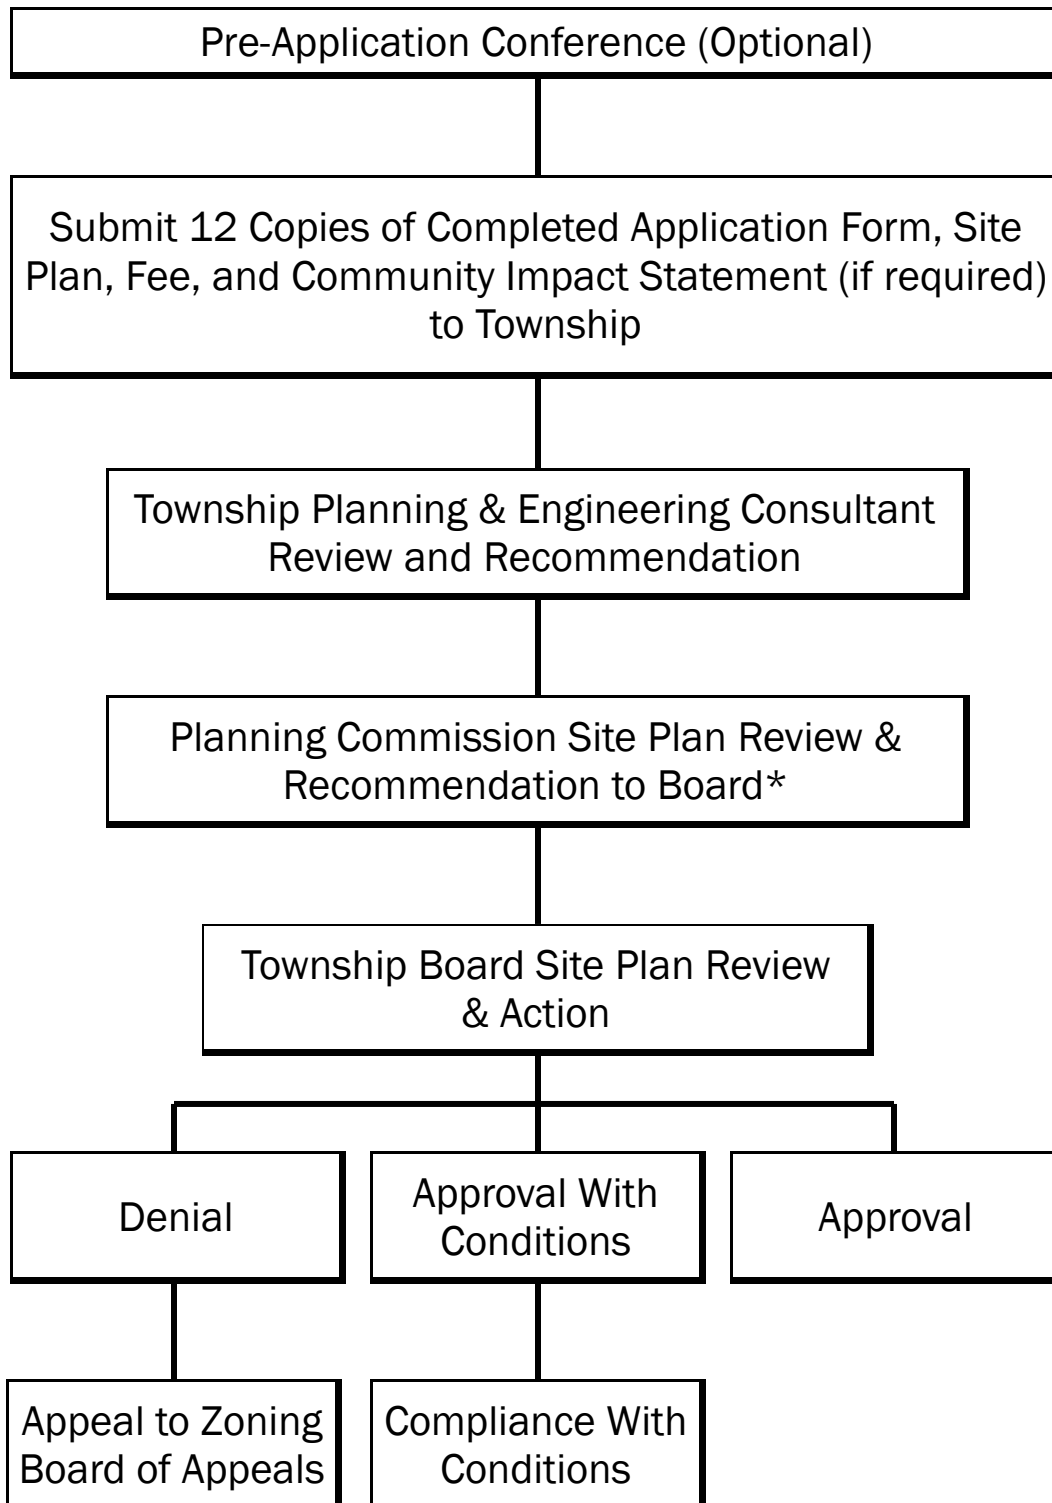 Pre-Application Conference (Optional)
Submit 12 Copies of Completed Application Form, Site
Plan, Fee, and Community Impact Statement (if required)
to Township
Township Planning & Engineering Consultant
Review and Recommendation
Planning Commission Site Plan Review &
Recommendation to Board*
Township Board Site Plan Review
& Action
Denial
Approval With
Conditions
Approval
Appeal to Zoning
Board of Appeals
Compliance With
Conditions